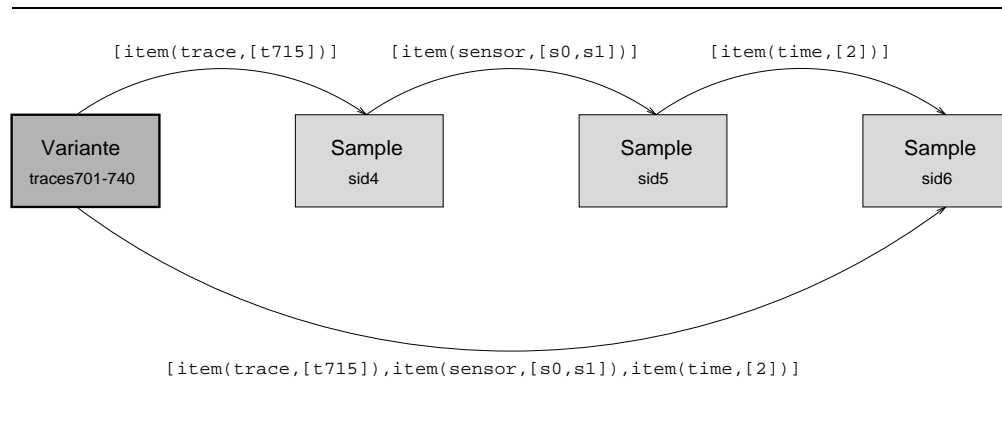 [item(trace,[t715])] [item(sensor,[s0,s1])] [item(time,[2])]
Variante Sample Sample Sample
traces701-740 sid4 sid5 sid6
[item(trace,[t715]),item(sensor,[s0,s1]),item(time,[2])]